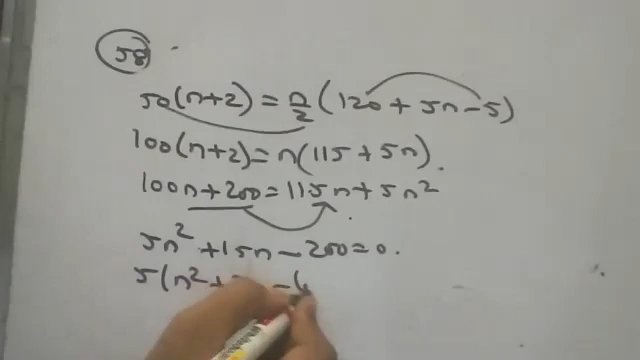 58
50(n+2) = n/2 (120 + 5n - 5)
100(n+2) = n(115 + 5n).
100n + 200 = 115n + 5n²
5n² + 15n - 200 = 0.
5(n² +